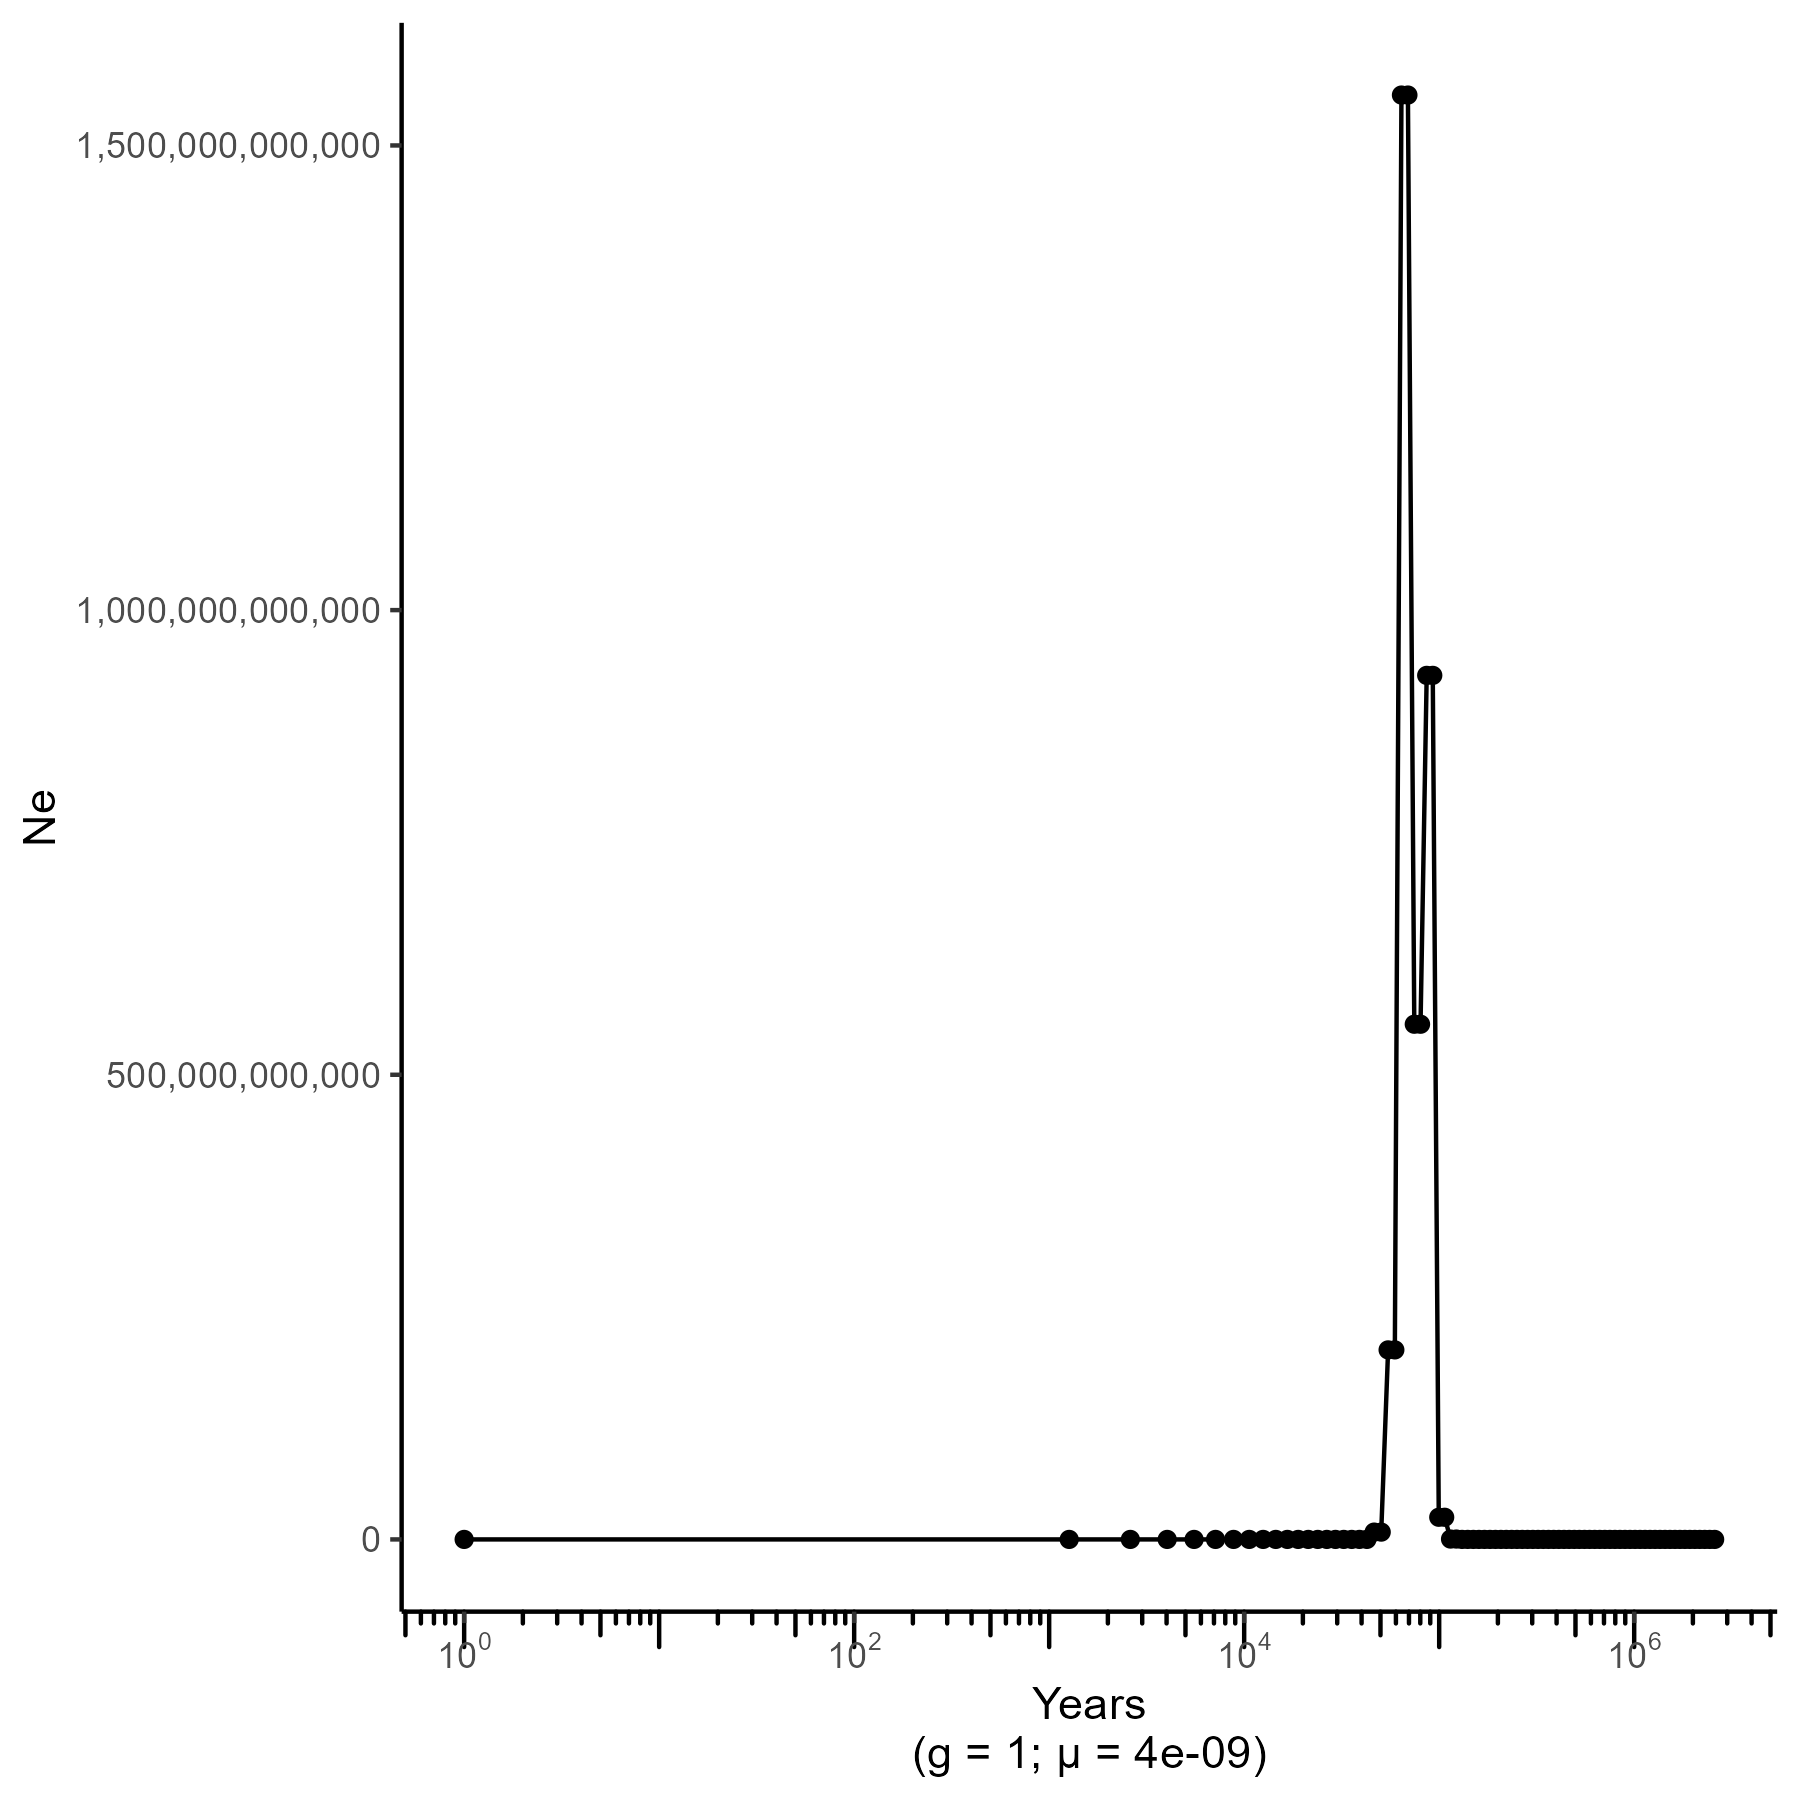 1,500,000,000,000
1,000,000,000,000
500,000,000,000
0
Ne
10⁰ 10² 10⁴ 10⁶
Years
(g = 1; μ = 4e-09)